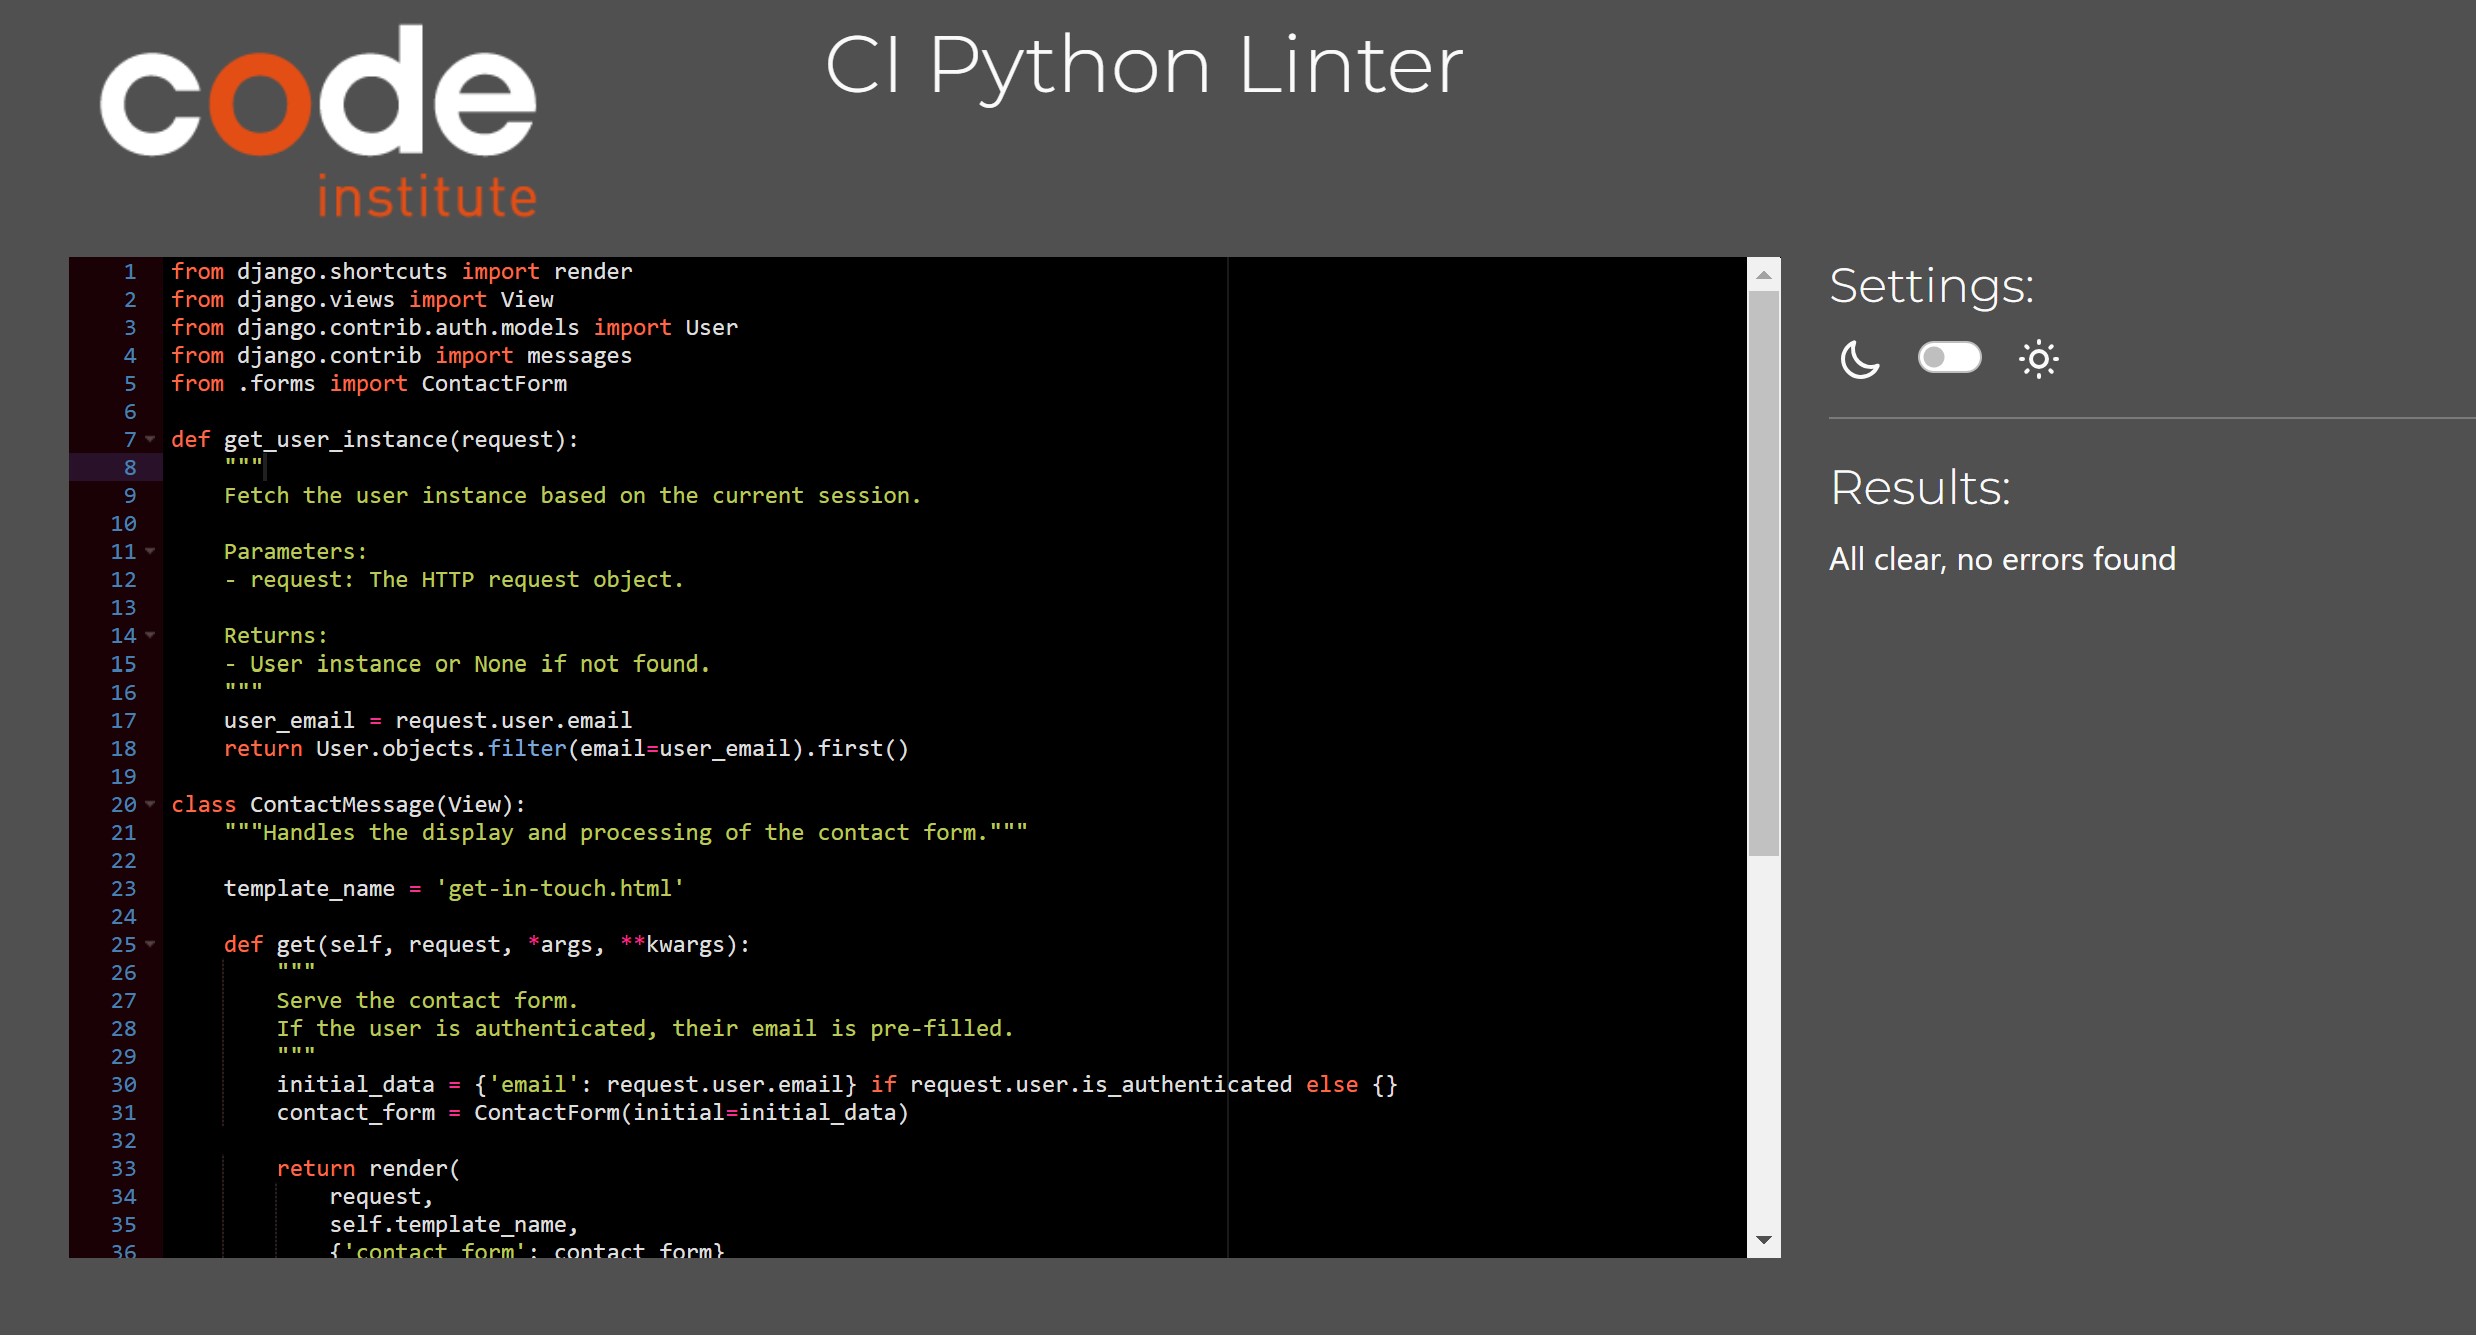 code
institute
CI Python Linter
1 from django.shortcuts import render
2 from django.views import View
3 from django.contrib.auth.models import User
4 from django.contrib import messages
5 from .forms import ContactForm
6
7 def get_user_instance(request):
8     """
9     Fetch the user instance based on the current session.
10
11     Parameters:
12     - request: The HTTP request object.
13
14     Returns:
15     - User instance or None if not found.
16     """
17     user_email = request.user.email
18     return User.objects.filter(email=user_email).first()
19
20 class ContactMessage(View):
21     """Handles the display and processing of the contact form."""
22
23     template_name = 'get-in-touch.html'
24
25     def get(self, request, *args, **kwargs):
26         """
27         Serve the contact form.
28         If the user is authenticated, their email is pre-filled.
29         """
30         initial_data = {'email': request.user.email} if request.user.is_authenticated else {}
31         contact_form = ContactForm(initial=initial_data)
32
33         return render(
34             request,
35             self.template_name,
36             {'contact_form': contact_form}
Settings:
Results:
All clear, no errors found